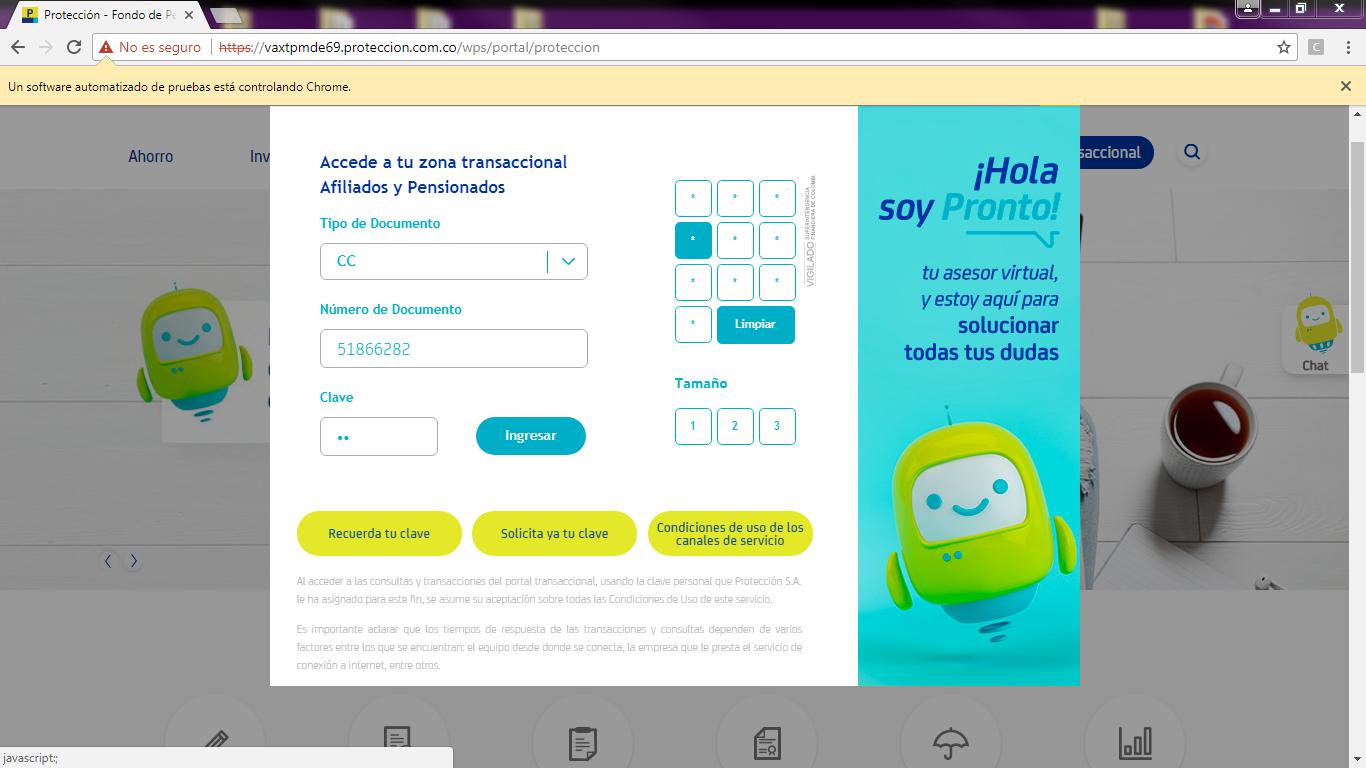 Protección - Fondo de Pe
No es seguro
https://vaxtpmde69.proteccion.com.co/wps/portal/proteccion
Un software automatizado de pruebas está controlando Chrome.
Ahorro
Inv
saccional
Accede a tu zona transaccional
Afiliados y Pensionados
Tipo de Documento
CC
Número de Documento
51866282
Clave
••
Ingresar
* * *
* * *
* * *
*
Limpiar
VIGILADO
SUPERINTENDENCIA
FINANCIERA DE COLOMBIA
Tamaño
1 2 3
Recuerda tu clave
Solicita ya tu clave
Condiciones de uso de los
canales de servicio
Al acceder a las consultas y transacciones del portal transaccional, usando la clave personal que Protección S.A.
le ha asignado para este fin, se asume su aceptación sobre todas las Condiciones de Uso de este servicio.
Es importante aclarar que los tiempos de respuesta de las transacciones y consultas dependen de varios
factores entre los que se encuentran: el equipo desde donde se conecta, la empresa que le presta el servicio de
conexión a internet, entre otros.
¡Hola
soy Pronto!
tu asesor virtual,
y estoy aquí para
solucionar
todas tus dudas
Chat
javascript:;